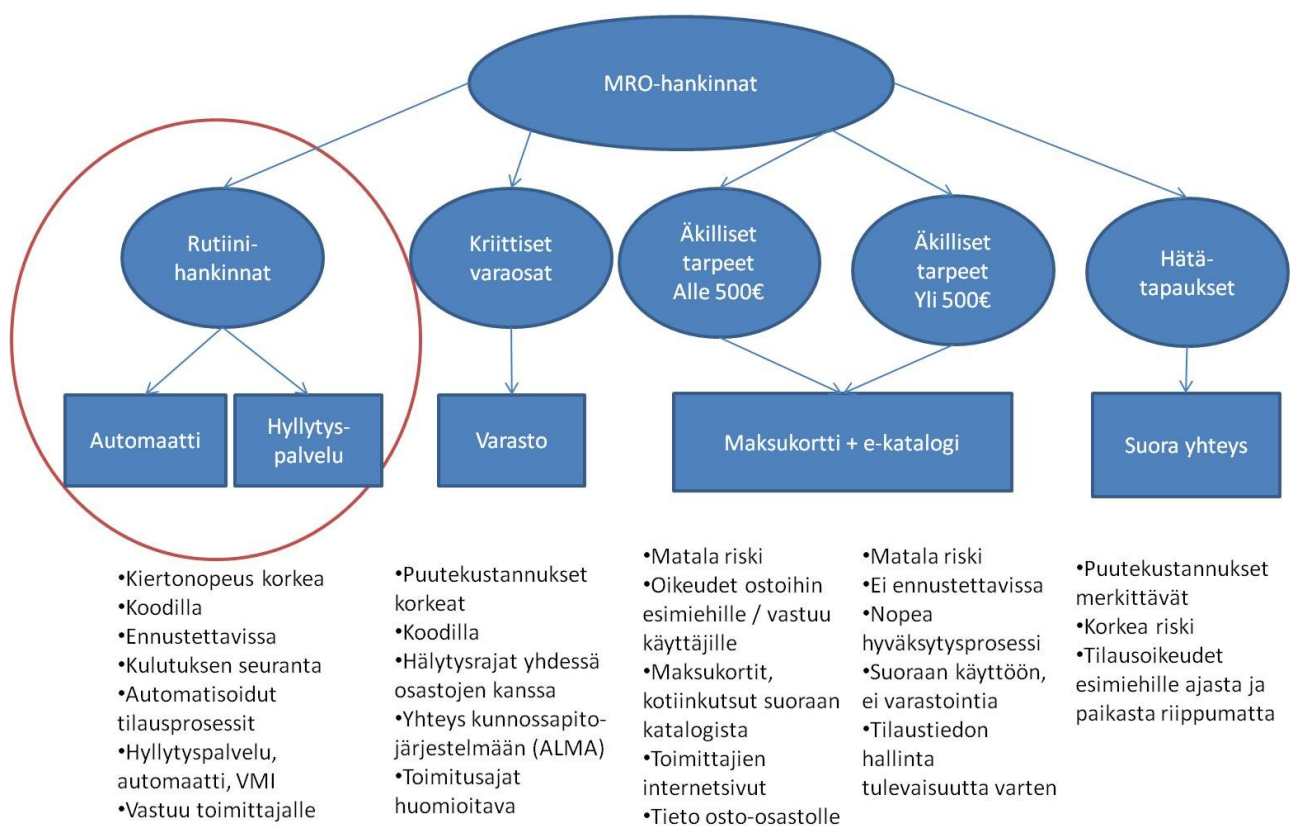 MRO-hankinnat
Rutiini-
hankinnat
Kriittiset
varaosat
Äkilliset
tarpeet
Alle 500€
Äkilliset
tarpeet
Yli 500€
Hätä-
tapaukset
Automaatti
Hyllytys-
palvelu
Varasto
Maksukortti + e-katalogi
Suora yhteys
•Kiertonopeus korkea
•Koodilla
•Ennustettavissa
•Kulutuksen seuranta
•Automatisoidut
tilausprosessit
•Hyllytyspalvelu,
automaatti, VMI
•Vastuu toimittajalle
•Puutekustannukset
korkeat
•Koodilla
•Hälytysrajat yhdessä
osastojen kanssa
•Yhteys kunnossapito-
järjestelmään (ALMA)
•Toimitusajat
huomioitava
•Matala riski
•Oikeudet ostoihin
esimiehille / vastuu
käyttäjille
•Maksukortit,
kotiinkutsut suoraan
katalogista
•Toimittajien
internetsivut
•Tieto osto-osastolle
•Matala riski
•Ei ennustettavissa
•Nopea
hyväksytysprosessi
•Suoraan käyttöön,
ei varastointia
•Tilaustiedon
hallinta
tulevaisuutta varten
•Puutekustannukset
merkittävät
•Korkea riski
•Tilausoikeudet
esimiehille ajasta ja
paikasta riippumatta